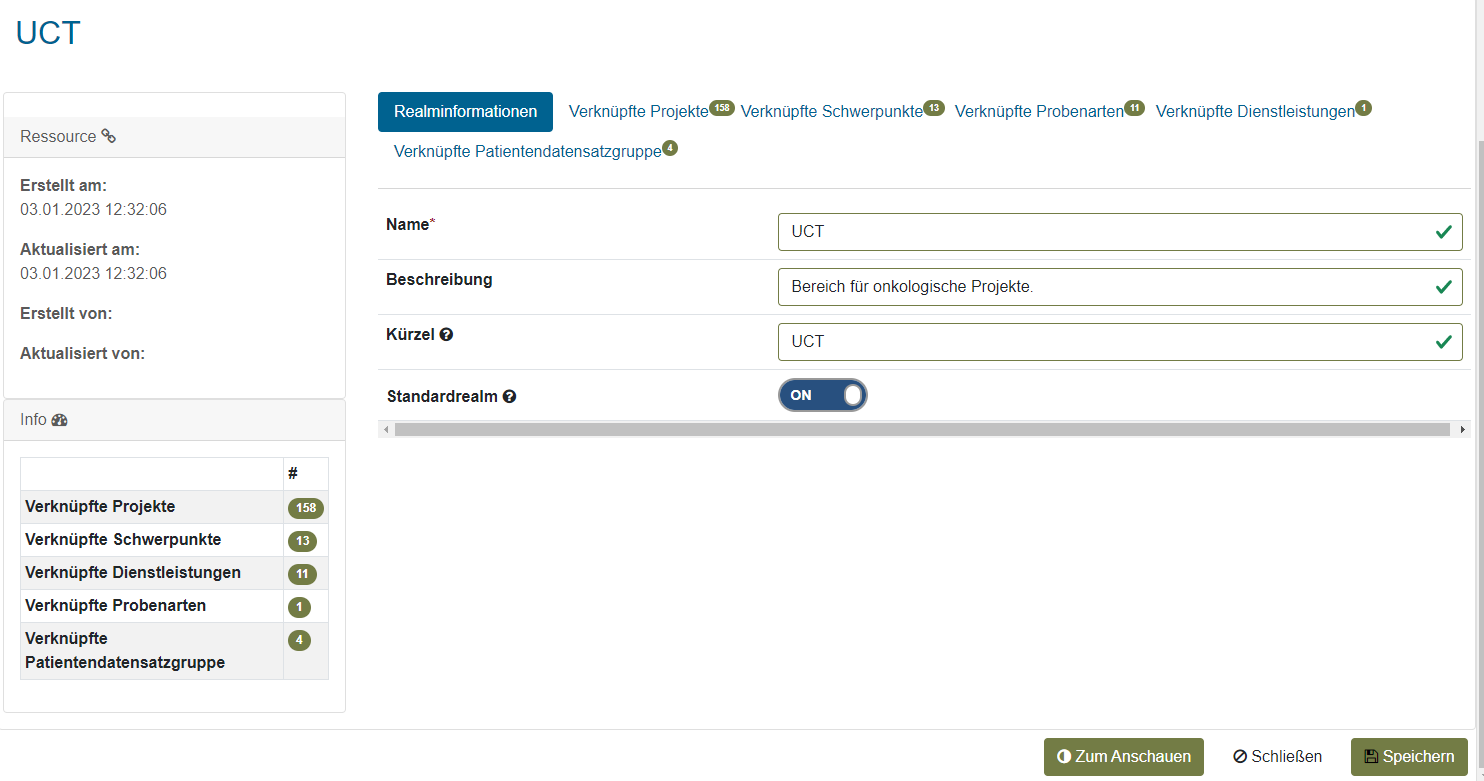 UCT
Ressource
Erstellt am:
03.01.2023 12:32:06
Aktualisiert am:
03.01.2023 12:32:06
Erstellt von:
Aktualisiert von:
Info
#
Verknüpfte Projekte 158
Verknüpfte Schwerpunkte 13
Verknüpfte Dienstleistungen 11
Verknüpfte Probenarten 1
Verknüpfte 4
Patientendatensatzgruppe
Realminformationen Verknüpfte Projekte 158 Verknüpfte Schwerpunkte 13 Verknüpfte Probenarten 11 Verknüpfte Dienstleistungen 1
Verknüpfte Patientendatensatzgruppe 4
Name* UCT
Beschreibung Bereich für onkologische Projekte.
Kürzel UCT
Standardrealm ON
Zum Anschauen Schließen Speichern